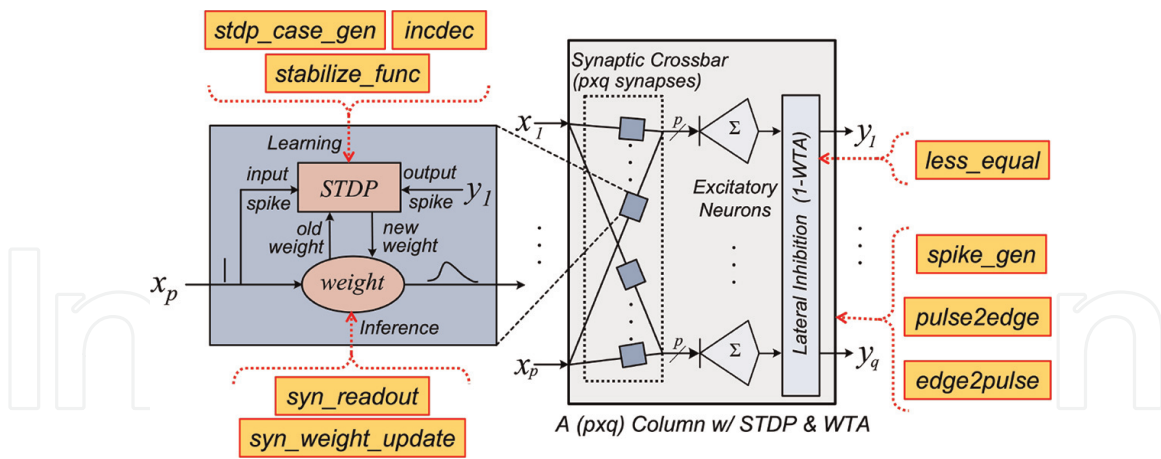 stdp_case_gen
incdec
stabilize_func
Learning
input
spike
STDP
output
spike
y1
old
weight
new
weight
xp
weight
Inference
syn_readout
syn_weight_update
Synaptic Crossbar
(pxq synapses)
x1
p
Σ
y1
Excitatory
Neurons
Lateral Inhibition (1-WTA)
xp
p
Σ
yq
A (pxq) Column w/ STDP & WTA
less_equal
spike_gen
pulse2edge
edge2pulse
In
n